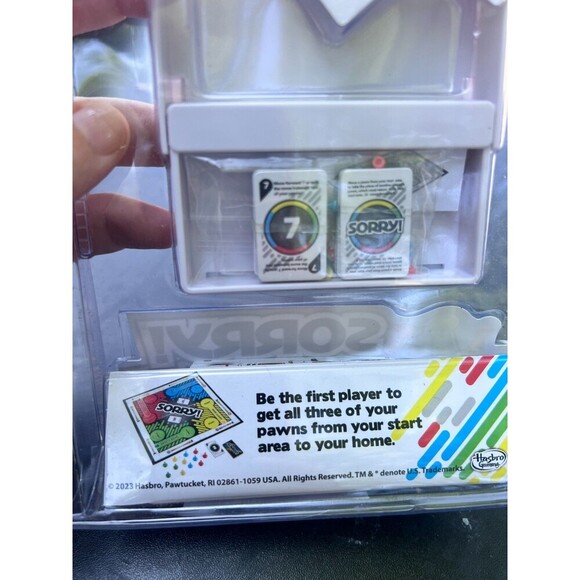 7
7
SORRY!
SORRY!
SORRY!
Be the first player to
get all three of your
pawns from your start
area to your home.
Hasbro
Gaming
© 2023 Hasbro, Pawtucket, RI 02861-1059 USA. All Rights Reserved. TM & ® denote U.S. Trademarks.